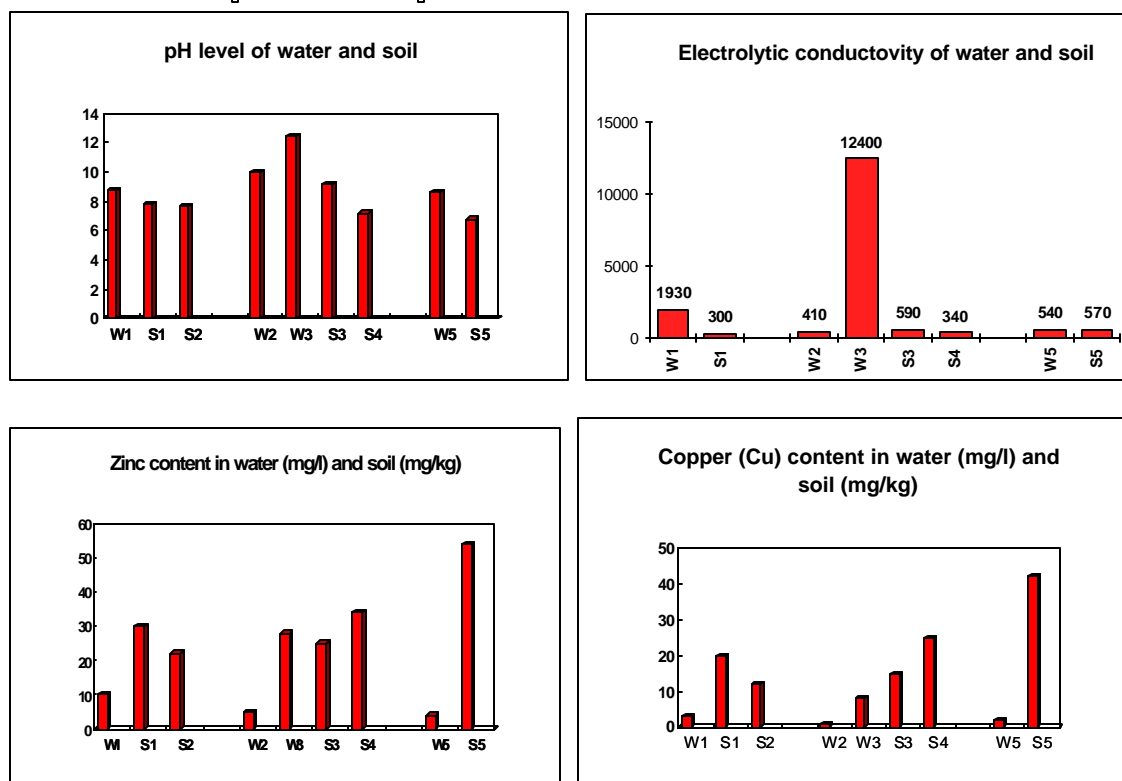 pH level of water and soil
14
12
10
8
6
4
2
0
W1 S1 S2 W2 W3 S3 S4 W5 S5
Electrolytic conductovity of water and soil
15000
10000
5000
0
1930 300 410 12400 590 340 540 570
W1 S1 W2 W3 S3 S4 W5 S5
Zinc content in water (mg/l) and soil (mg/kg)
60
50
40
30
20
10
0
W1 S1 S2 W2 W3 S3 S4 W5 S5
Copper (Cu) content in water (mg/l) and
soil (mg/kg)
50
40
30
20
10
0
W1 S1 S2 W2 W3 S3 S4 W5 S5